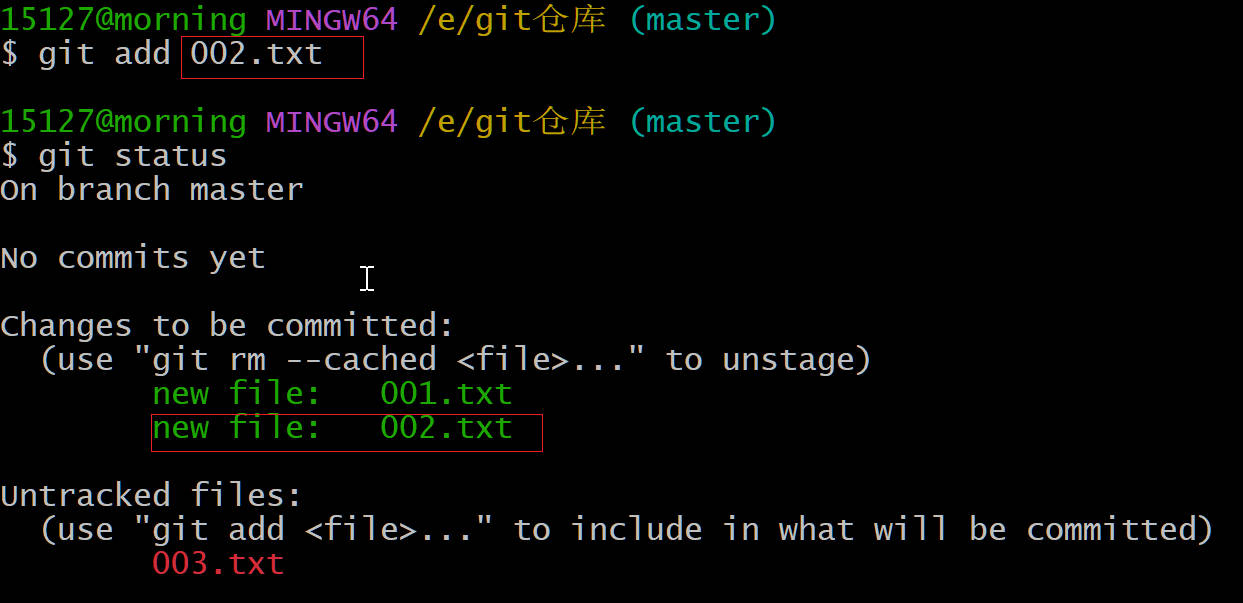 15127@morning MINGW64 /e/git仓库 (master)
$ git add 002.txt
15127@morning MINGW64 /e/git仓库 (master)
$ git status
On branch master
No commits yet
Changes to be committed:
  (use "git rm --cached <file>..." to unstage)
        new file:   001.txt
        new file:   002.txt
Untracked files:
  (use "git add <file>..." to include in what will be committed)
        003.txt